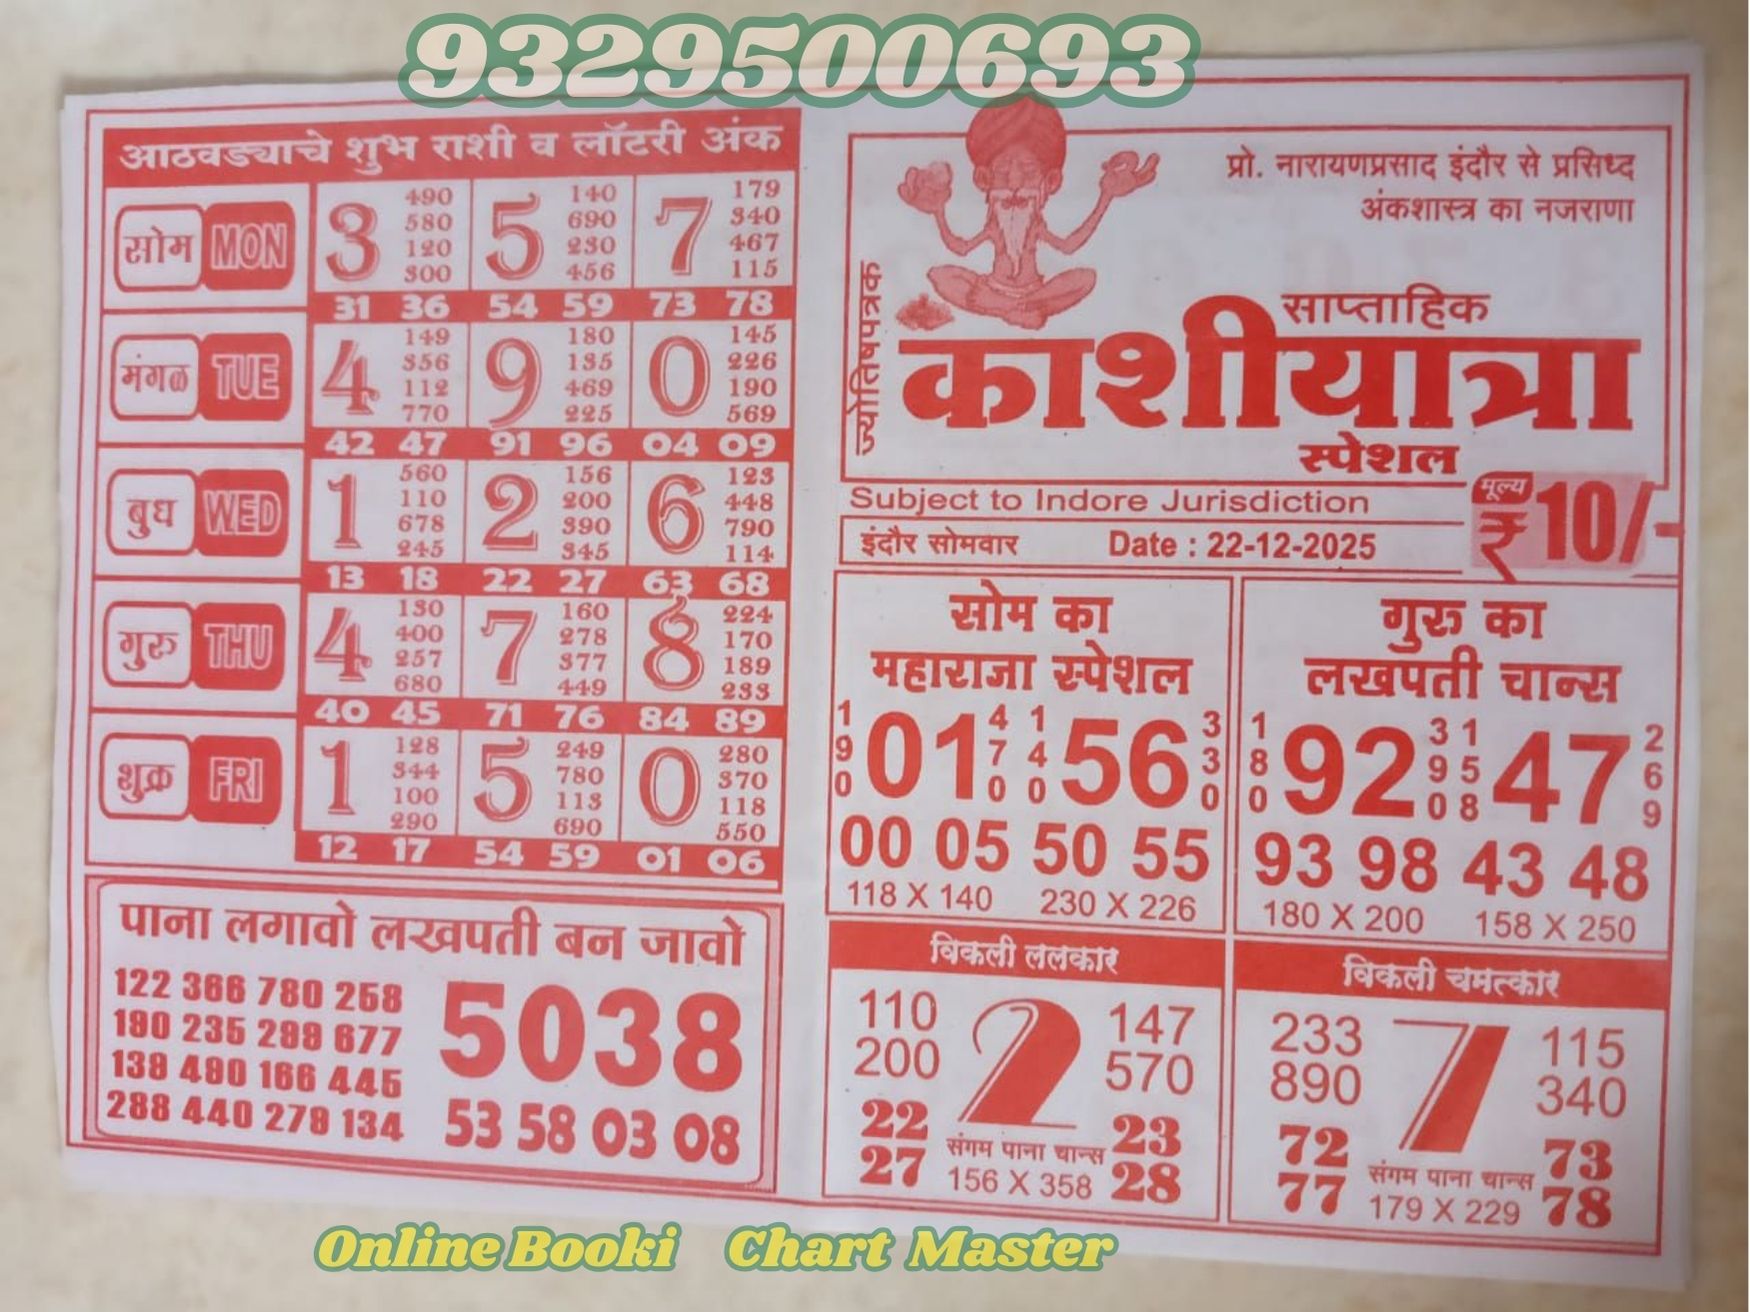 9329500693
आठवड्याचे शुभ राशी व लॉटरी अंक
सोम MON
3 490 580 120 300
5 140 690 230 456
7 179 340 467 115
31 36 54 59 73 78
मंगळ TUE
4 149 356 112 770
9 180 135 469 225
0 145 226 190 569
42 47 91 96 04 09
बुध WED
1 560 110 678 245
2 156 200 390 345
6 123 448 790 114
13 18 22 27 63 68
गुरु THU
4 130 400 257 680
7 160 278 377 449
8 224 170 189 233
40 45 71 76 84 89
शुक्र FRI
1 128 344 100 290
5 249 780 113 690
0 280 370 118 550
12 17 54 59 01 06
पाना लगावो लखपती बन जावो
122 366 780 258
190 235 289 677
138 480 166 445
288 440 278 134
5038
53 58 03 08
प्रो. नारायणप्रसाद इंदौर से प्रसिध्द
अंकशास्त्र का नजराणा
ज्योतिषपत्रक
साप्ताहिक
काशीयात्रा
स्पेशल
Subject to Indore Jurisdiction
मूल्य ₹ 10/-
इंदौर सोमवार Date : 22-12-2025
सोम का
महाराजा स्पेशल
190 01 470 140 56 330
00 05 50 55
118 X 140 230 X 226
गुरु का
लखपती चान्स
180 92 390 158 47 269
93 98 43 48
180 X 200 158 X 250
विकली ललकार
110 2 147
200 570
22 23
27 28
संगम पाना चान्स
156 X 358
विकली चमत्कार
233 7 115
890 340
72 73
77 78
संगम पाना चान्स
179 X 229
Online Booki Chart Master